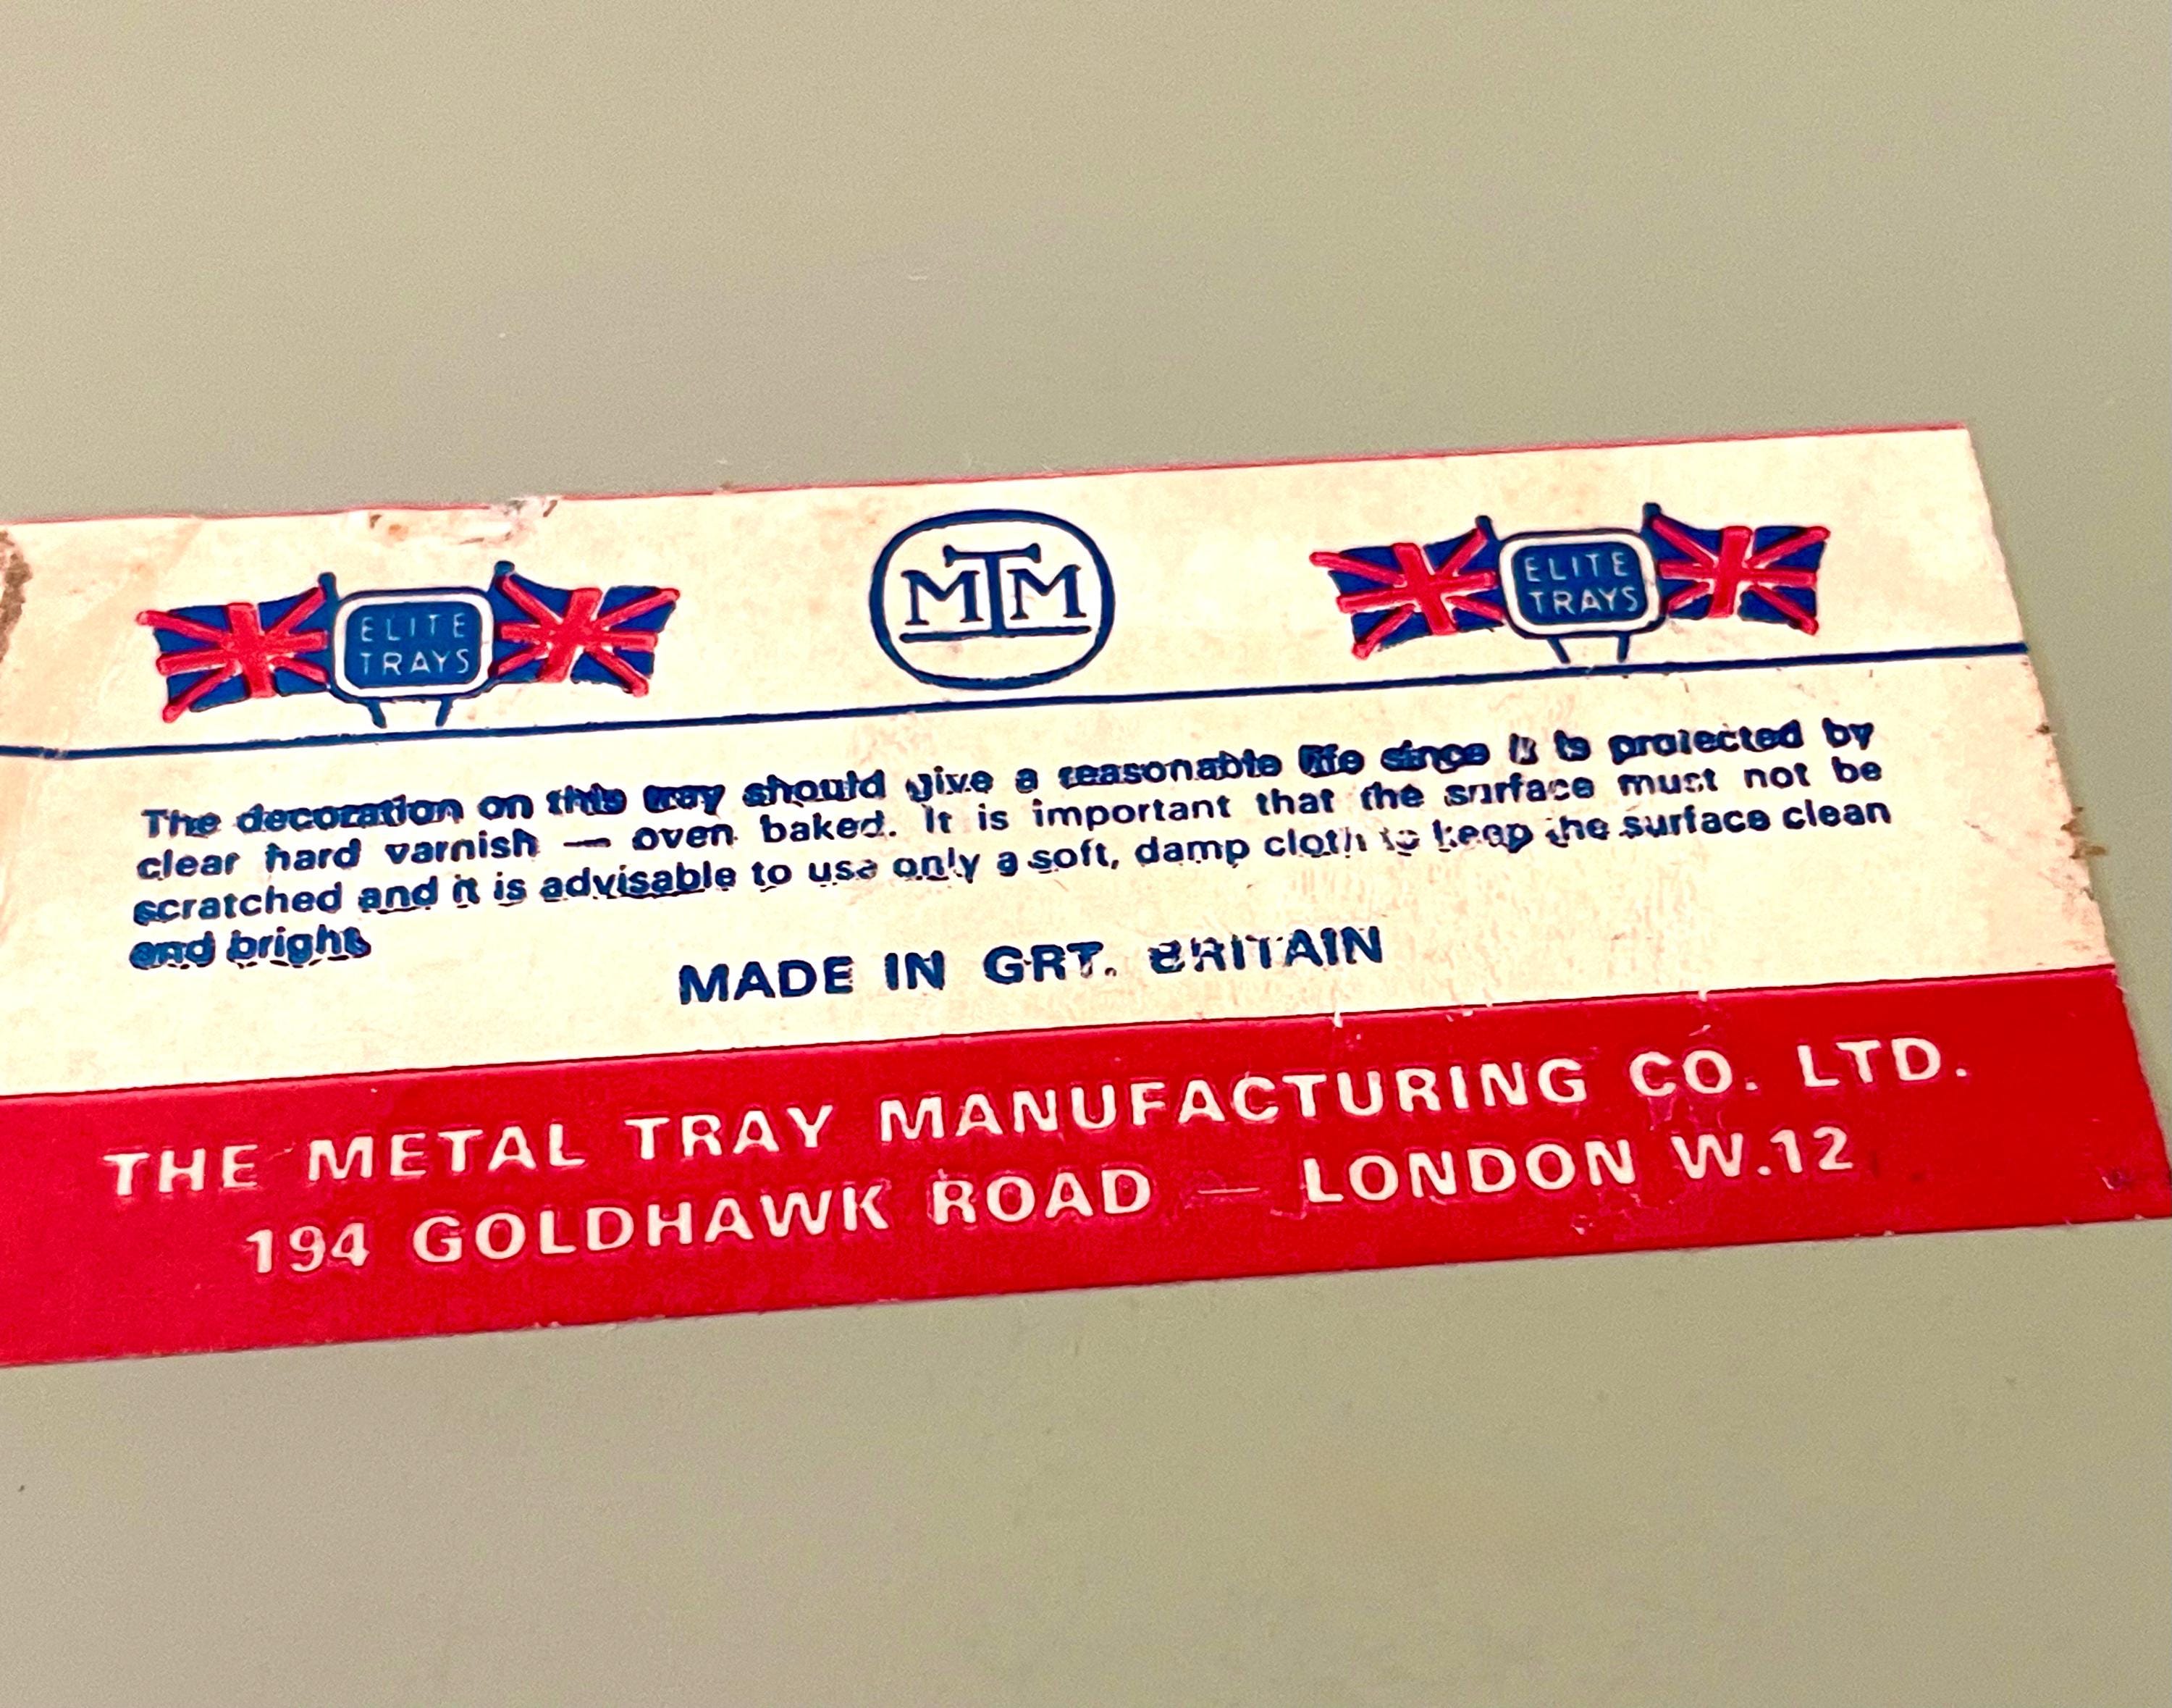 ELITE
TRAYS
MTM
ELITE
TRAYS
The decoration on this tray should give a reasonable life since it is protected by
clear hard varnish — oven baked. It is important that the surface must not be
scratched and it is advisable to use only a soft, damp cloth to keep the surface clean
and bright
MADE IN GRT. BRITAIN
THE METAL TRAY MANUFACTURING CO. LTD.
194 GOLDHAWK ROAD — LONDON W.12